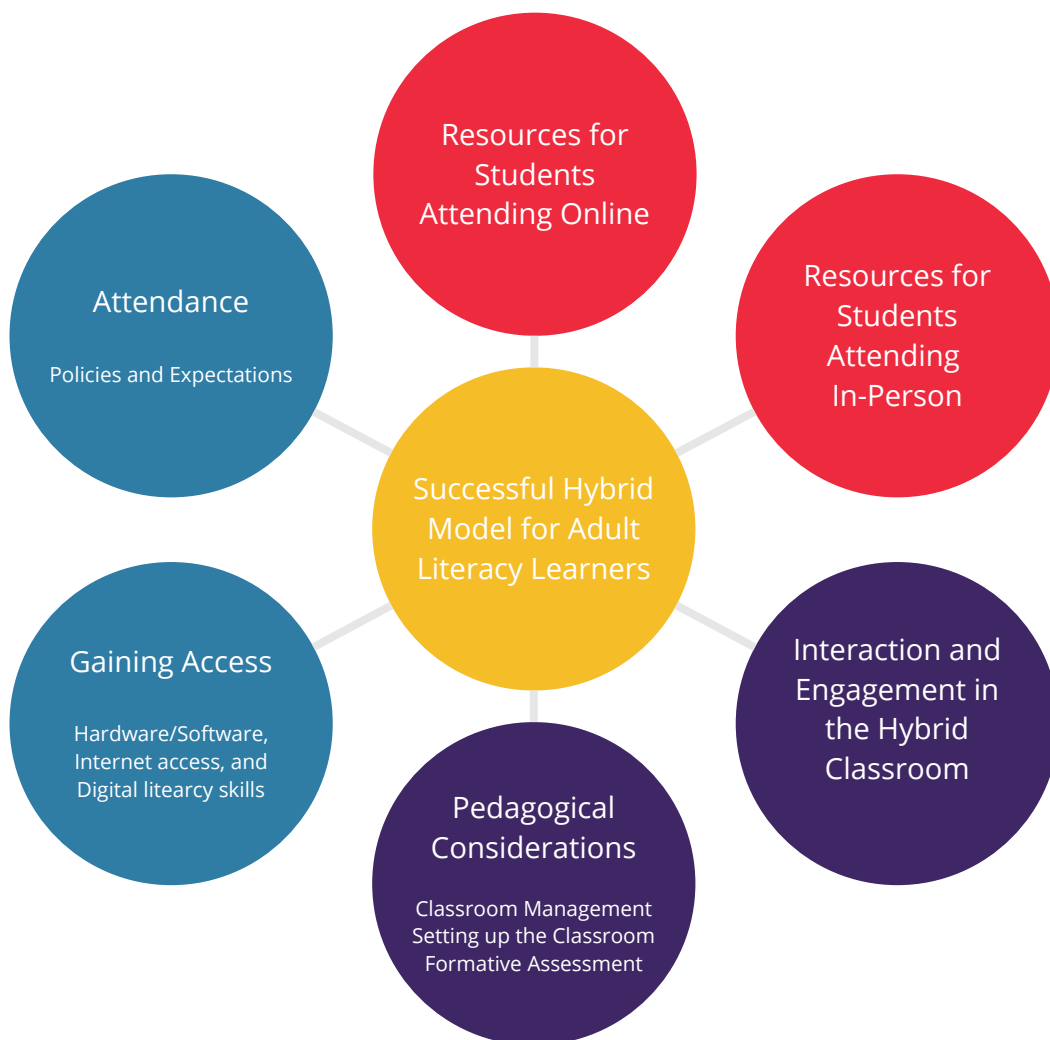 Resources for
Students
Attending Online
Resources for
Students
Attending
In-Person
Attendance
Policies and Expectations
Successful Hybrid
Model for Adult
Literacy Learners
Gaining Access
Hardware/Software,
Internet access, and
Digital litearcy skills
Interaction and
Engagement in
the Hybrid
Classroom
Pedagogical
Considerations
Classroom Management
Setting up the Classroom
Formative Assessment